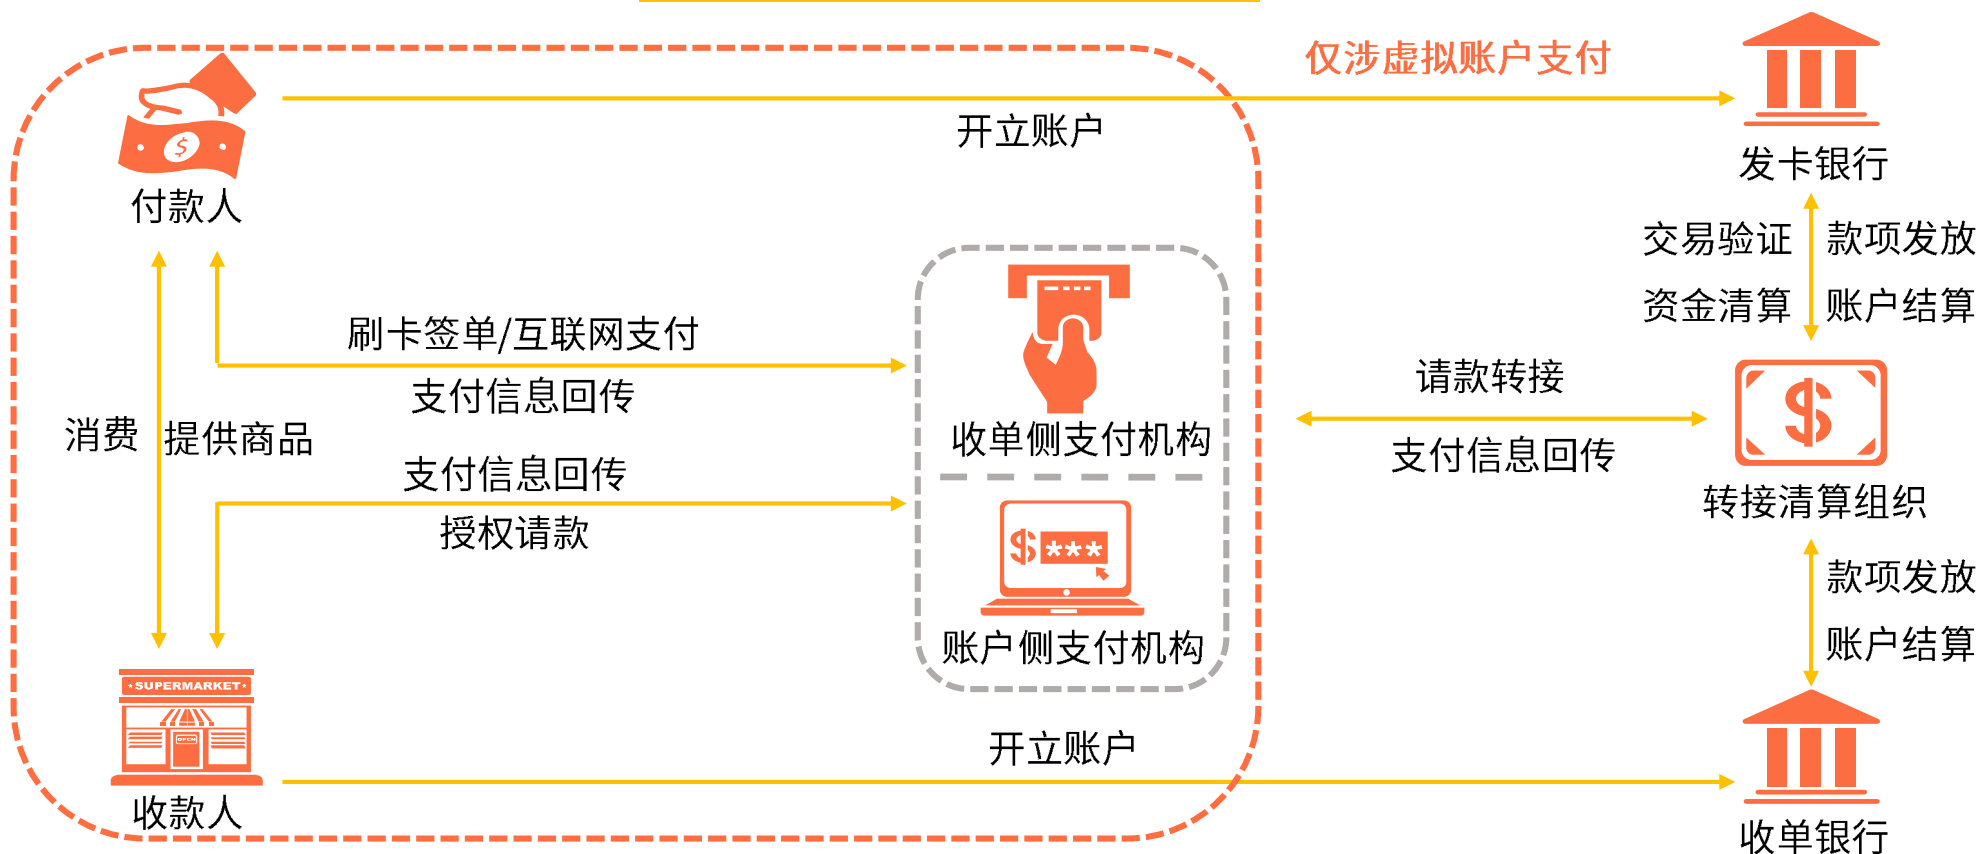 仅涉虚拟账户支付
开立账户
付款人
发卡银行
交易验证
款项发放
资金清算
账户结算
刷卡签单/互联网支付
支付信息回传
请款转接
支付信息回传
消费
提供商品
收单侧支付机构
支付信息回传
授权请款
转接清算组织
$
***
账户侧支付机构
款项发放
账户结算
SUPERMARKET
OPEN
开立账户
收款人
收单银行